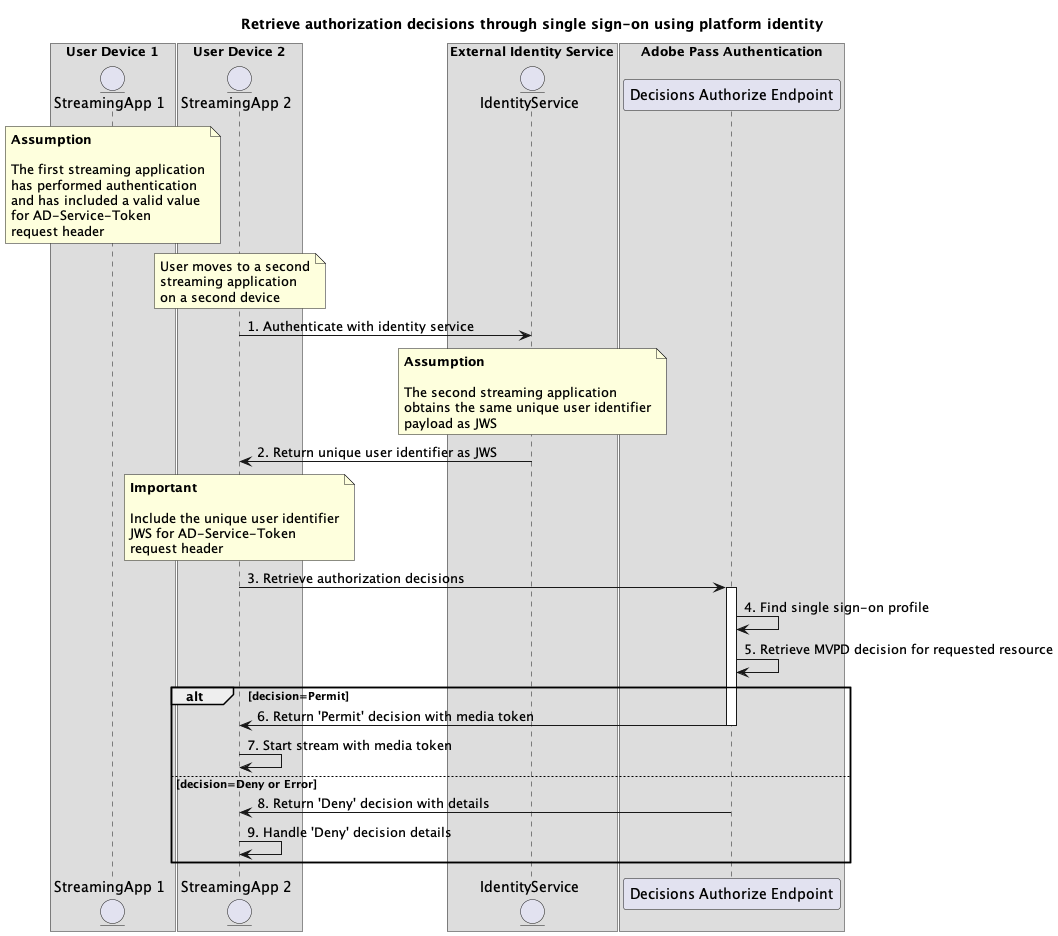 Retrieve authorization decisions through single sign-on using platform identity
User Device 1
User Device 2
External Identity Service
Adobe Pass Authentication
StreamingApp 1
StreamingApp 2
IdentityService
Decisions Authorize Endpoint
Assumption
The first streaming application
has performed authentication
and has included a valid value
for AD-Service-Token
request header
User moves to a second
streaming application
on a second device
1. Authenticate with identity service
Assumption
The second streaming application
obtains the same unique user identifier
payload as JWS
2. Return unique user identifier as JWS
Important
Include the unique user identifier
JWS for AD-Service-Token
request header
3. Retrieve authorization decisions
4. Find single sign-on profile
5. Retrieve MVPD decision for requested resource
alt
[decision=Permit]
6. Return 'Permit' decision with media token
7. Start stream with media token
[decision=Deny or Error]
8. Return 'Deny' decision with details
9. Handle 'Deny' decision details
StreamingApp 1
StreamingApp 2
IdentityService
Decisions Authorize Endpoint